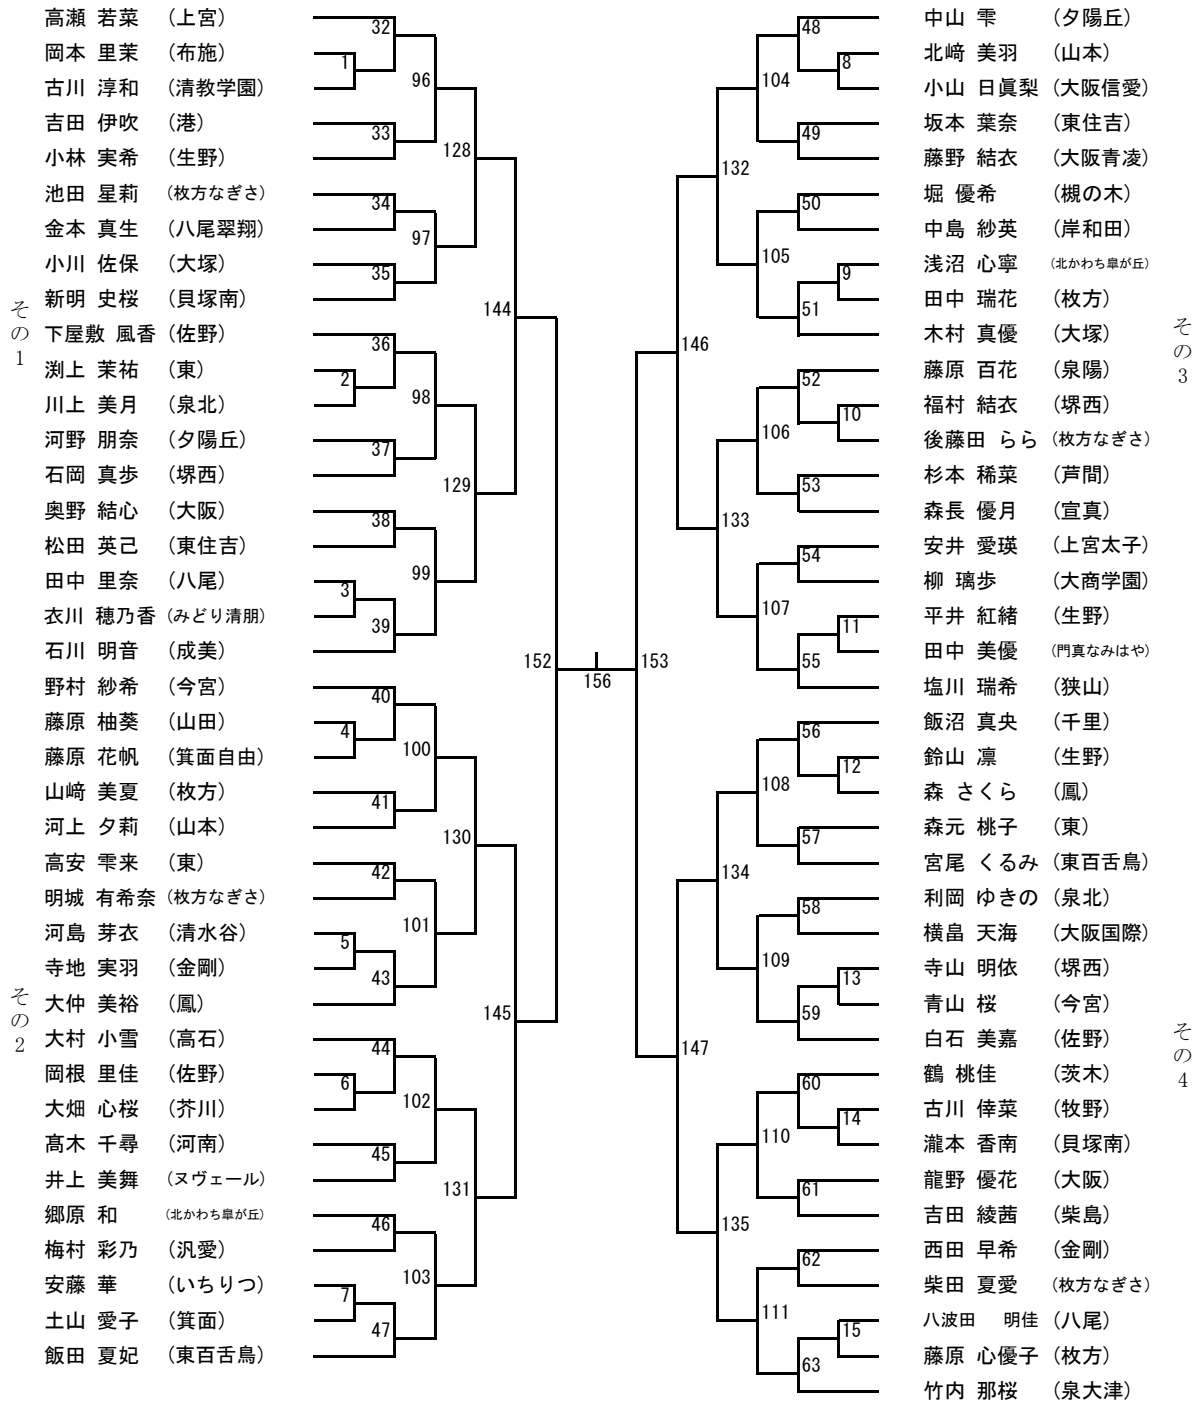 高瀬 若菜 (上宮)
岡本 里茉 (布施)
古川 淳和 (清教学園)
吉田 伊吹 (港)
小林 実希 (生野)
池田 星莉 (枚方なぎさ)
金本 真生 (八尾翠翔)
小川 佐保 (大塚)
新明 史桜 (貝塚南)
下屋敷 風香 (佐野)
渕上 茉祐 (東)
川上 美月 (泉北)
河野 朋奈 (夕陽丘)
石岡 真歩 (堺西)
奥野 結心 (大阪)
松田 英己 (東住吉)
田中 里奈 (八尾)
衣川 穂乃香 (みどり清朋)
石川 明音 (成美)
その1
野村 紗希 (今宮)
藤原 柚葵 (山田)
藤原 花帆 (箕面自由)
山﨑 美夏 (枚方)
河上 夕莉 (山本)
高安 雫来 (東)
明城 有希奈 (枚方なぎさ)
河島 芽衣 (清水谷)
寺地 実羽 (金剛)
大仲 美裕 (鳳)
大村 小雪 (高石)
岡根 里佳 (佐野)
大畑 心桜 (芥川)
髙木 千尋 (河南)
井上 美舞 (ヌヴェール)
郷原 和 (北かわち皐が丘)
梅村 彩乃 (汎愛)
安藤 華 (いちりつ)
土山 愛子 (箕面)
飯田 夏妃 (東百舌鳥)
その2
1
2
3
4
5
6
7
32
33
34
35
36
37
38
39
40
41
42
43
44
45
46
47
96
97
98
99
100
101
102
103
128
129
130
131
144
145
152
156
153
146
147
132
133
134
135
104
105
106
107
108
109
110
111
48
49
50
51
52
53
54
55
56
57
58
59
60
61
62
63
8
9
10
11
12
13
14
15
中山 雫 (夕陽丘)
北﨑 美羽 (山本)
小山 日眞梨 (大阪信愛)
坂本 葉奈 (東住吉)
藤野 結衣 (大阪青凌)
堀 優希 (槻の木)
中島 紗英 (岸和田)
浅沼 心寧 (北かわち皐が丘)
田中 瑞花 (枚方)
木村 真優 (大塚)
藤原 百花 (泉陽)
福村 結衣 (堺西)
後藤田 らら (枚方なぎさ)
杉本 稀菜 (芦間)
森長 優月 (宣真)
安井 愛瑛 (上宮太子)
柳 璃歩 (大商学園)
平井 紅緒 (生野)
田中 美優 (門真なみはや)
塩川 瑞希 (狭山)
その3
飯沼 真央 (千里)
鈴山 凛 (生野)
森 さくら (鳳)
森元 桃子 (東)
宮尾 くるみ (東百舌鳥)
利岡 ゆきの (泉北)
横畠 天海 (大阪国際)
寺山 明依 (堺西)
青山 桜 (今宮)
白石 美嘉 (佐野)
鶴 桃佳 (茨木)
古川 倖菜 (牧野)
瀧本 香南 (貝塚南)
龍野 優花 (大阪)
吉田 綾茜 (柴島)
西田 早希 (金剛)
柴田 夏愛 (枚方なぎさ)
八波田 明佳 (八尾)
藤原 心優子 (枚方)
竹内 那桜 (泉大津)
その4